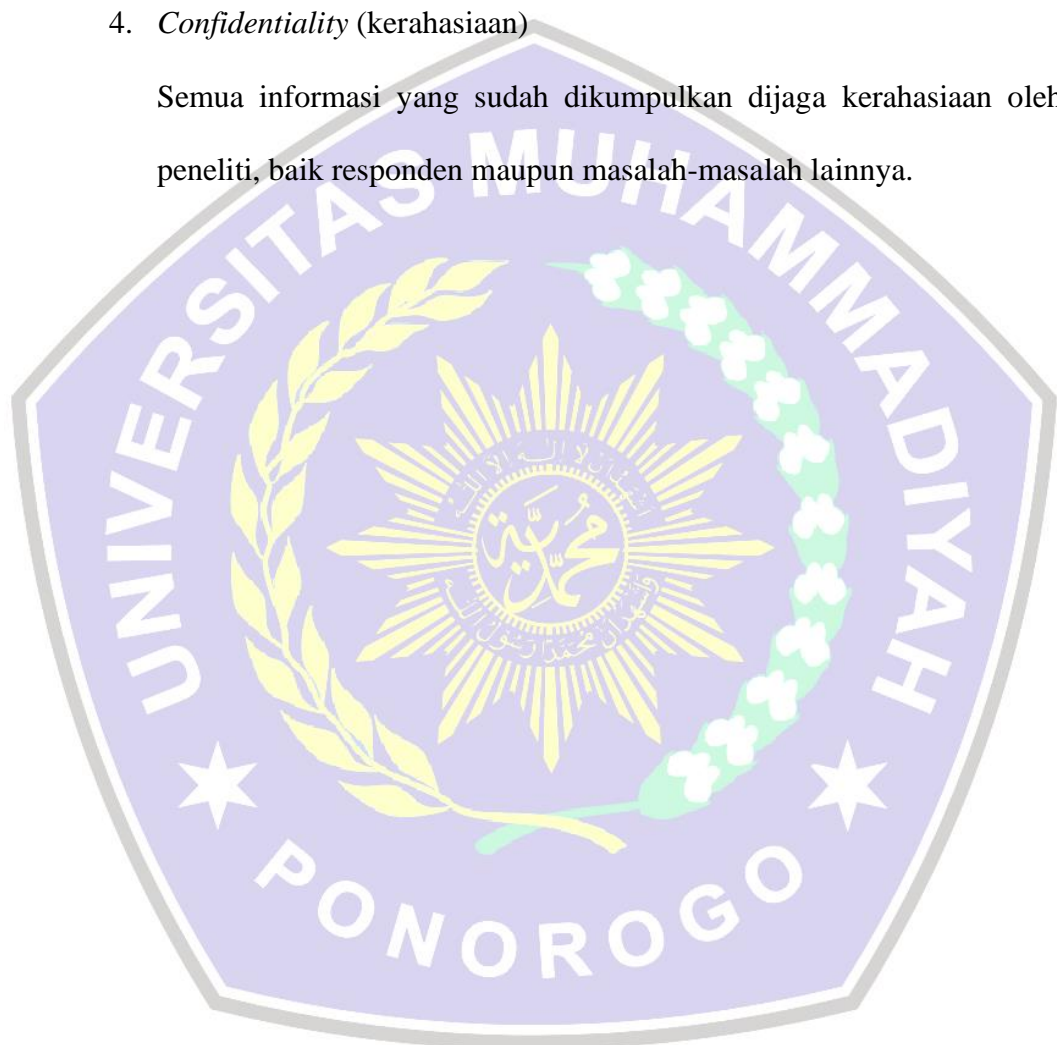 4. Confidentiality (kerahasiaan)
Semua informasi yang sudah dikumpulkan dijaga kerahasiaan oleh
peneliti, baik responden maupun masalah-masalah lainnya.
UNIVERSITAS MUHAMMADIYAH
محمدية
PONOROGO